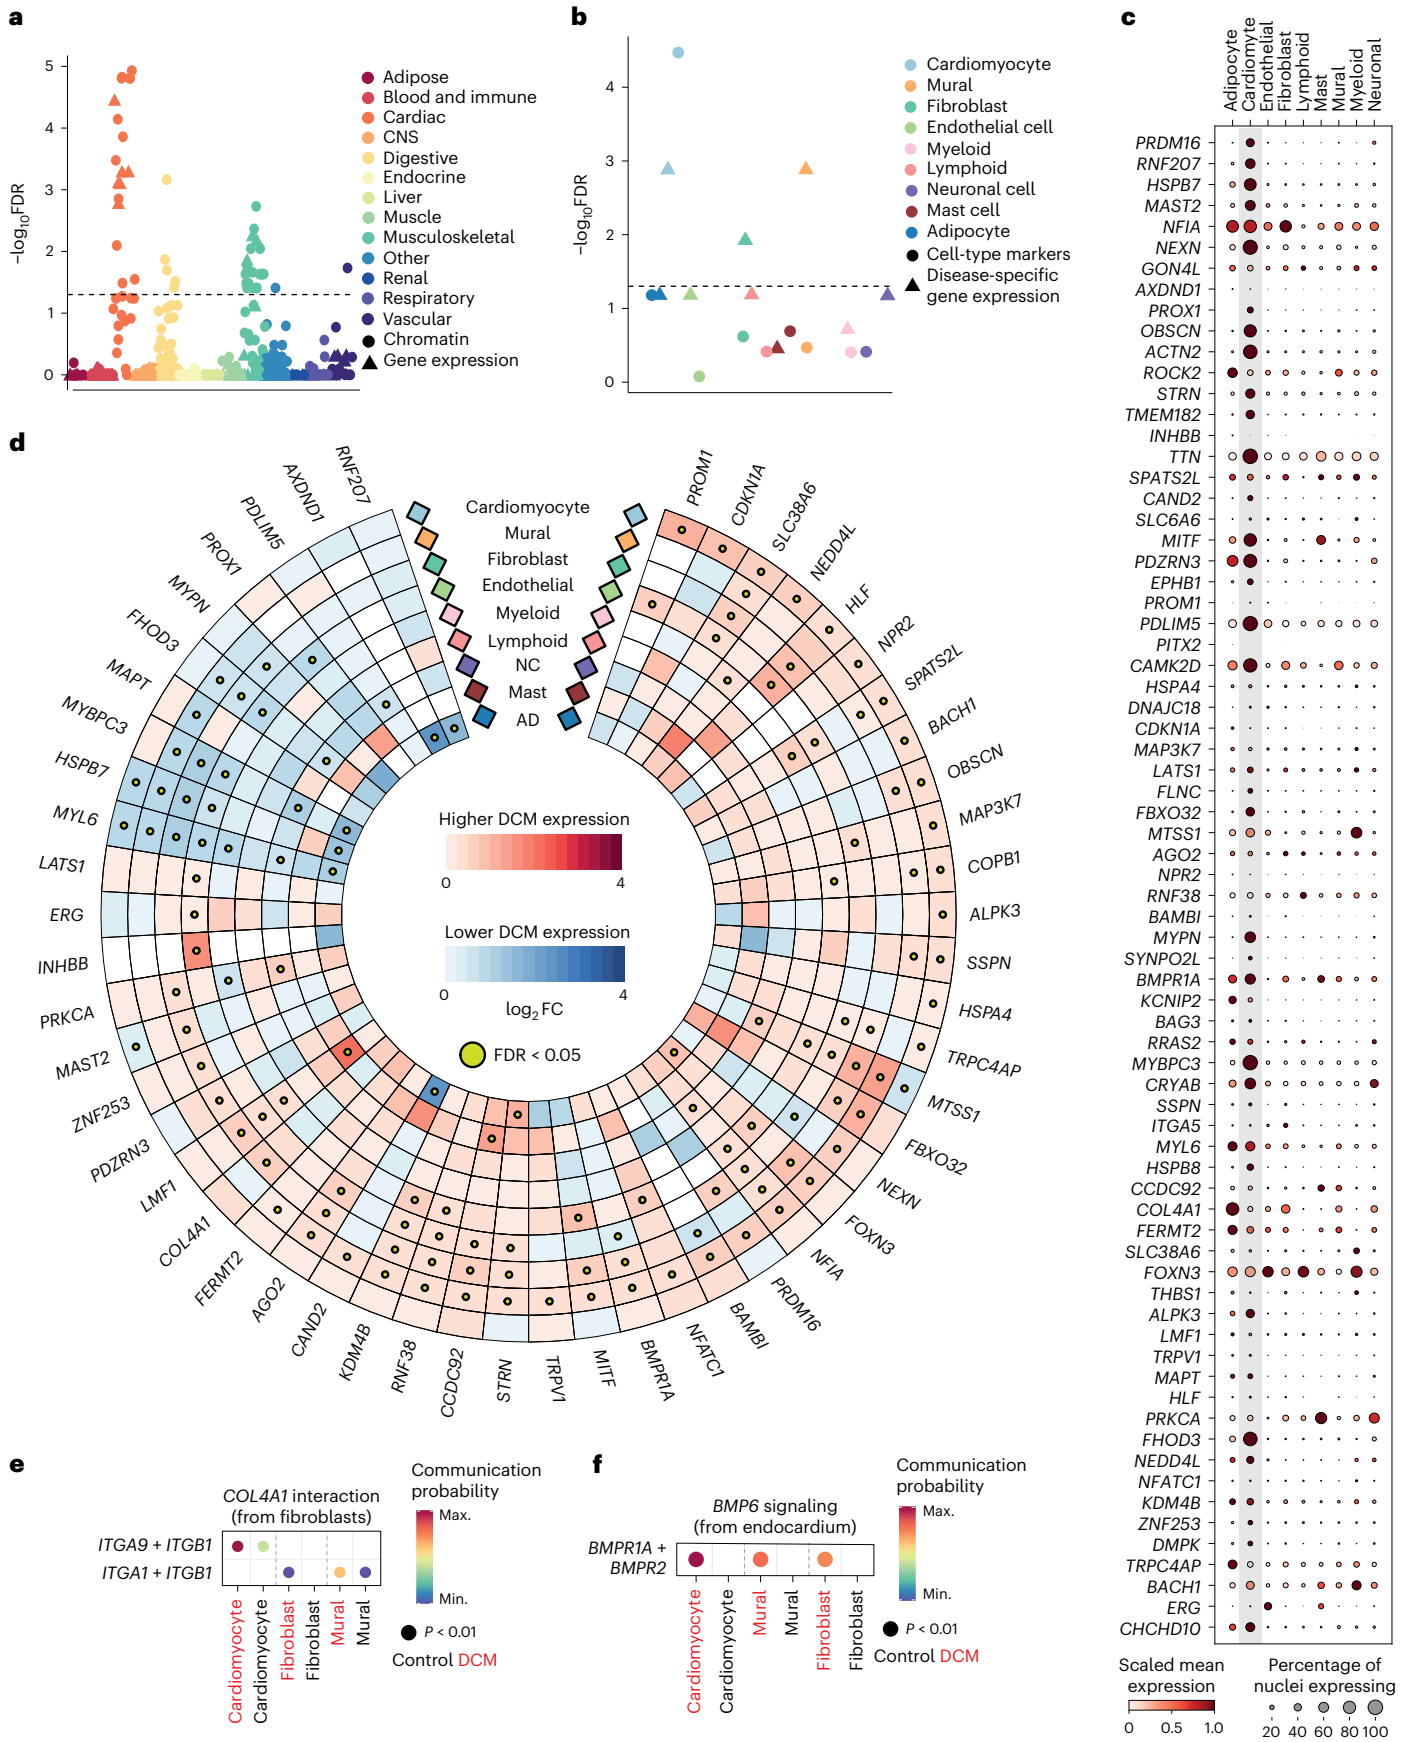 a
5
4
3
2
1
0
−log10FDR
Adipose
Blood and immune
Cardiac
CNS
Digestive
Endocrine
Liver
Muscle
Musculoskeletal
Other
Renal
Respiratory
Vascular
Chromatin
Gene expression
b
4
3
2
1
0
−log10FDR
Cardiomyocyte
Mural
Fibroblast
Endothelial cell
Myeloid
Lymphoid
Neuronal cell
Mast cell
Adipocyte
Cell-type markers
Disease-specific
gene expression
c
Adipocyte
Cardiomyte
Endothelial
Fibroblast
Lymphoid
Mast
Mural
Myeloid
Neuronal
PRDM16
RNF207
HSPB7
MAST2
NFIA
NEXN
GON4L
AXDND1
PROX1
OBSCN
ACTN2
ROCK2
STRN
TMEM182
INHBB
TTN
SPATS2L
CAND2
SLC6A6
MITF
PDZRN3
EPHB1
PROM1
PDLIM5
PITX2
CAMK2D
HSPA4
DNAJC18
CDKN1A
MAP3K7
LATS1
FLNC
FBXO32
MTSS1
AGO2
NPR2
RNF38
BAMBI
MYPN
SYNPO2L
BMPR1A
KCNIP2
BAG3
RRAS2
MYBPC3
CRYAB
SSPN
ITGA5
MYL6
HSPB8
CCDC92
COL4A1
FERMT2
SLC38A6
FOXN3
THBS1
ALPK3
LMF1
TRPV1
MAPT
HLF
PRKCA
FHOD3
NEDD4L
NFATC1
KDM4B
ZNF253
DMPK
TRPC4AP
BACH1
ERG
CHCHD10
Scaled mean
expression
0 0.5 1.0
Percentage of
nuclei expressing
20 40 60 80 100
d
RNF207
AXDND1
PDLIM5
PROX1
MYPN
FHOD3
MAPT
MYBPC3
HSPB7
MYL6
LATS1
ERG
INHBB
PRKCA
MAST2
ZNF253
PDZRN3
LMF1
COL4A1
FERMT2
AGO2
CAND2
KDM4B
RNF38
CCDC92
STRN
TRPV1
MITF
BMPR1A
NFATC1
BAMBI
PRDM16
NFIA
FOXN3
NEXN
FBXO32
MTSS1
TRPC4AP
HSPA4
SSPN
ALPK3
COPB1
MAP3K7
OBSCN
BACH1
SPATS2L
NPR2
HLF
NEDD4L
SLC38A6
CDKN1A
PROM1
Cardiomyocyte
Mural
Fibroblast
Endothelial
Myeloid
Lymphoid
NC
Mast
AD
Higher DCM expression
0 4
Lower DCM expression
0 4
log2FC
FDR < 0.05
e
COL4A1 interaction
(from fibroblasts)
ITGA9 + ITGB1
ITGA1 + ITGB1
Cardiomyocyte
Cardiomyocyte
Fibroblast
Fibroblast
Mural
Mural
Communication
probability
Max.
Min.
P < 0.01
Control DCM
f
BMP6 signaling
(from endocardium)
BMPR1A +
BMPR2
Cardiomyocyte
Cardiomyocyte
Mural
Mural
Fibroblast
Fibroblast
Communication
probability
Max.
Min.
P < 0.01
Control DCM